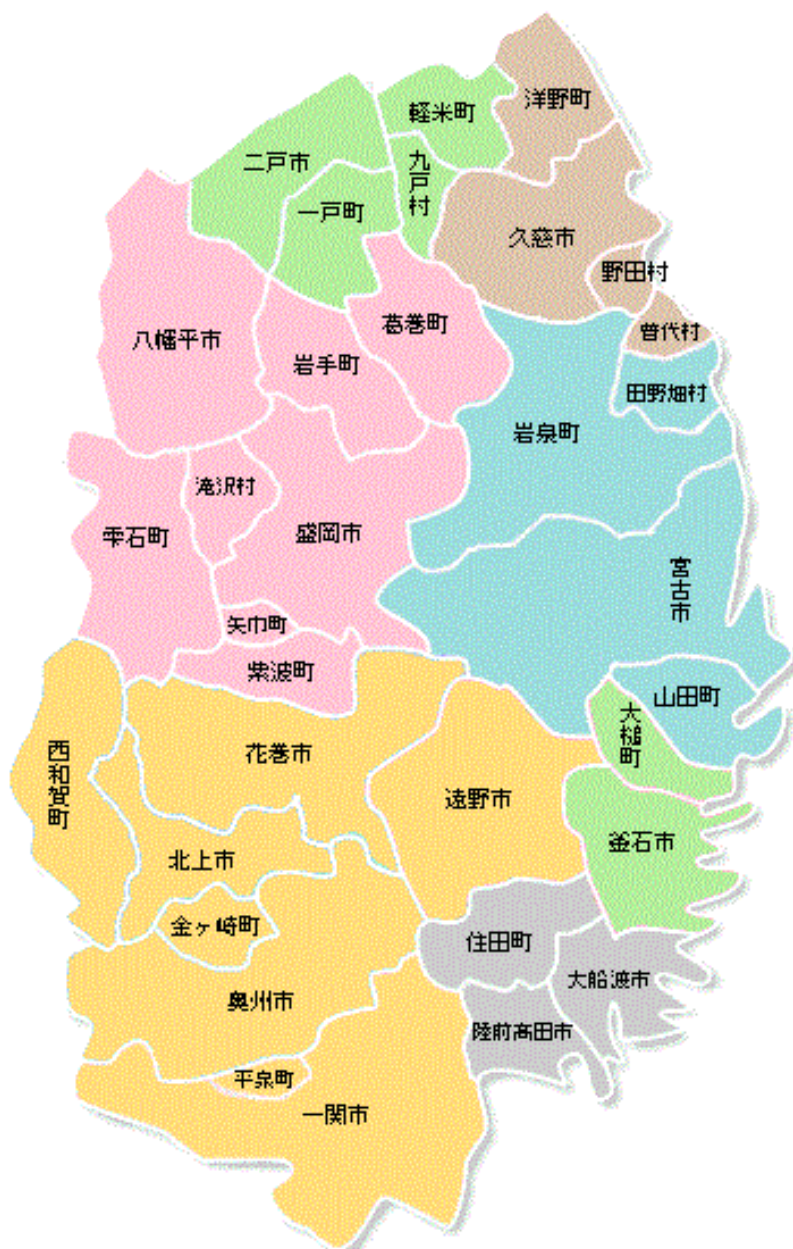 洋野町
軽米町
二戸市
九戸村
一戸町
久慈市
野田村
葛巻町
普代村
八幡平市
岩手町
田野畑村
岩泉町
滝沢村
雫石町
盛岡市
宮古市
矢巾町
紫波町
山田町
大槌町
花巻市
西和賀町
遠野市
釜石市
北上市
金ヶ崎町
住田町
大船渡市
奥州市
陸前高田市
平泉町
一関市